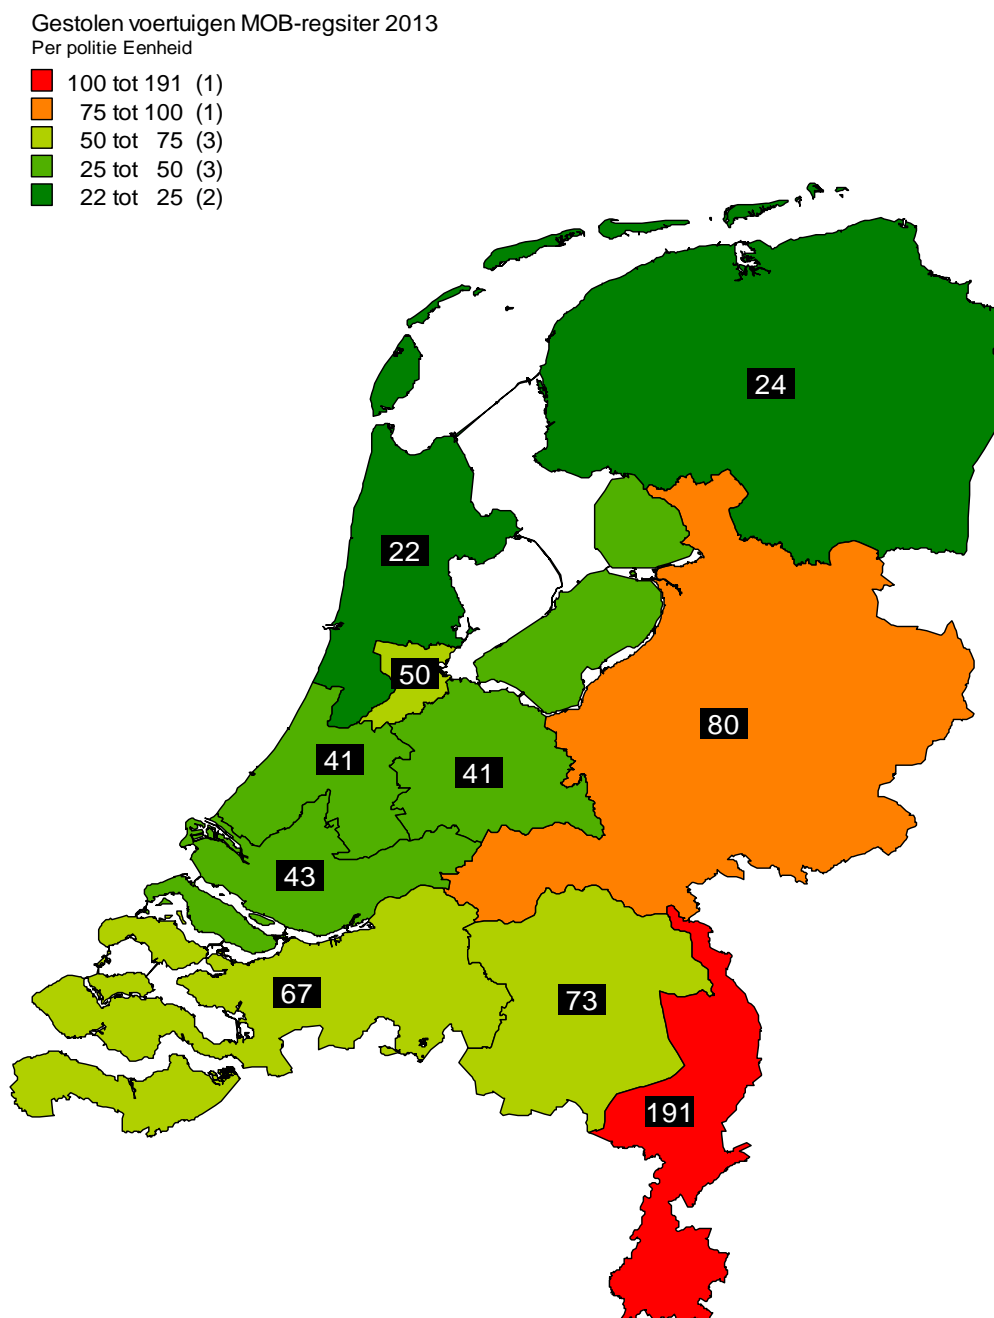 Gestolen voertuigen MOB-regsiter 2013
Per politie Eenheid
100 tot 191 (1)
75 tot 100 (1)
50 tot 75 (3)
25 tot 50 (3)
22 tot 25 (2)
24
22
50
80
41
41
43
67
73
191